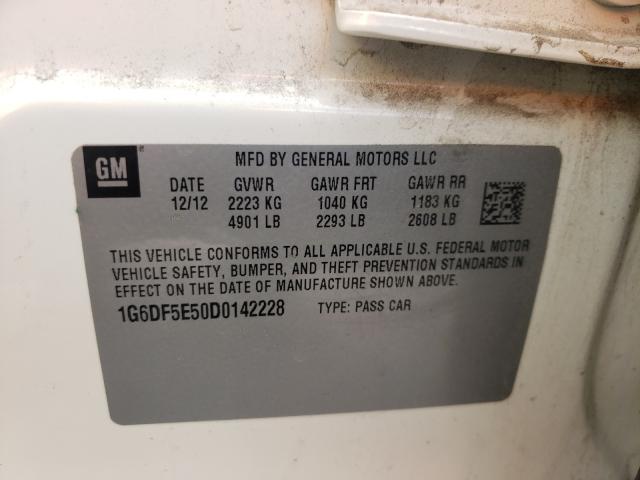 GM
MFD BY GENERAL MOTORS LLC
DATE GVWR GAWR FRT GAWR RR
12/12 2223 KG 1040 KG 1183 KG
4901 LB 2293 LB 2608 LB
THIS VEHICLE CONFORMS TO ALL APPLICABLE U.S. FEDERAL MOTOR
VEHICLE SAFETY, BUMPER, AND THEFT PREVENTION STANDARDS IN
EFFECT ON THE DATE OF MANUFACTURE SHOWN ABOVE.
1G6DF5E50D0142228 TYPE: PASS CAR